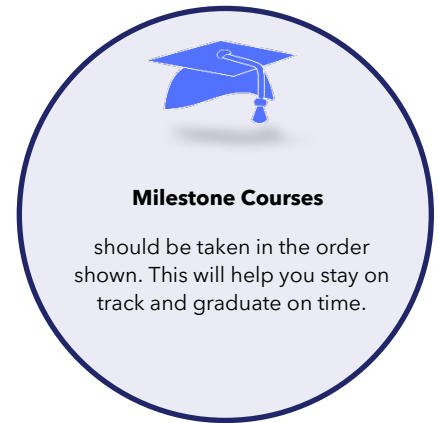 Milestone Courses
should be taken in the order
shown. This will help you stay on
track and graduate on time.